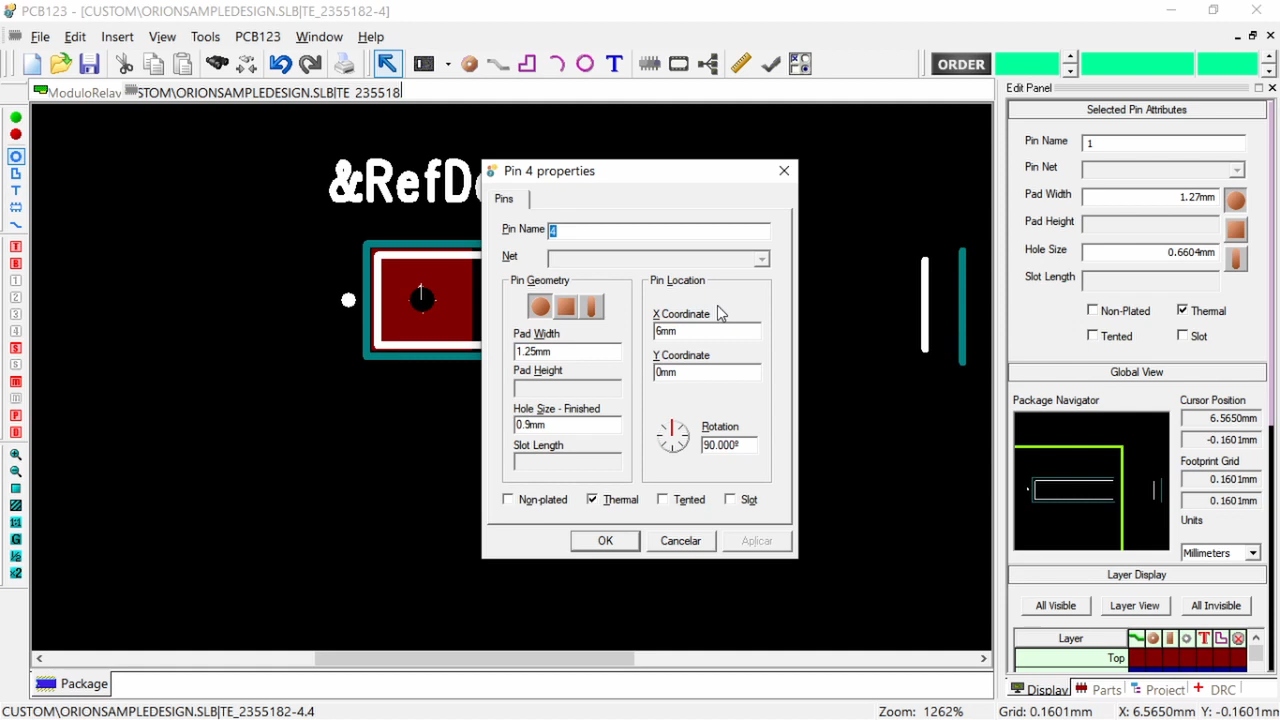 PCB123 - [CUSTOM\ORIONSAMPLEDESIGN.SLB|TE_2355182-4]
File Edit Insert View Tools PCB123 Window Help
ORDER
ModuloRelav STOM\ORIONSAMPLEDESIGN.SLB|TE 235518
&RefD
1
Pin 4 properties
Pins
Pin Name 4
Net
Pin Geometry
Pad Width
1.25mm
Pad Height
Hole Size - Finished
0.9mm
Slot Length
Pin Location
X Coordinate
6mm
Y Coordinate
0mm
Rotation
90.000º
Non-plated Thermal Tented Slot
OK Cancelar Aplicar
Edit Panel
Selected Pin Attributes
Pin Name 1
Pin Net
Pad Width 1.27mm
Pad Height
Hole Size 0.6604mm
Slot Length
Non-Plated Thermal
Tented Slot
Global View
Package Navigator
Cursor Position
6.5650mm
-0.1601mm
Footprint Grid
0.1601mm
0.1601mm
Units
Millimeters
Layer Display
All Visible Layer View All Invisible
Layer
Top
Display Parts Project DRC
Package
CUSTOM\ORIONSAMPLEDESIGN.SLB|TE_2355182-4.4
Zoom: 1262% Grid: 0.1601mm X: 6.5650mm Y: -0.1601mm